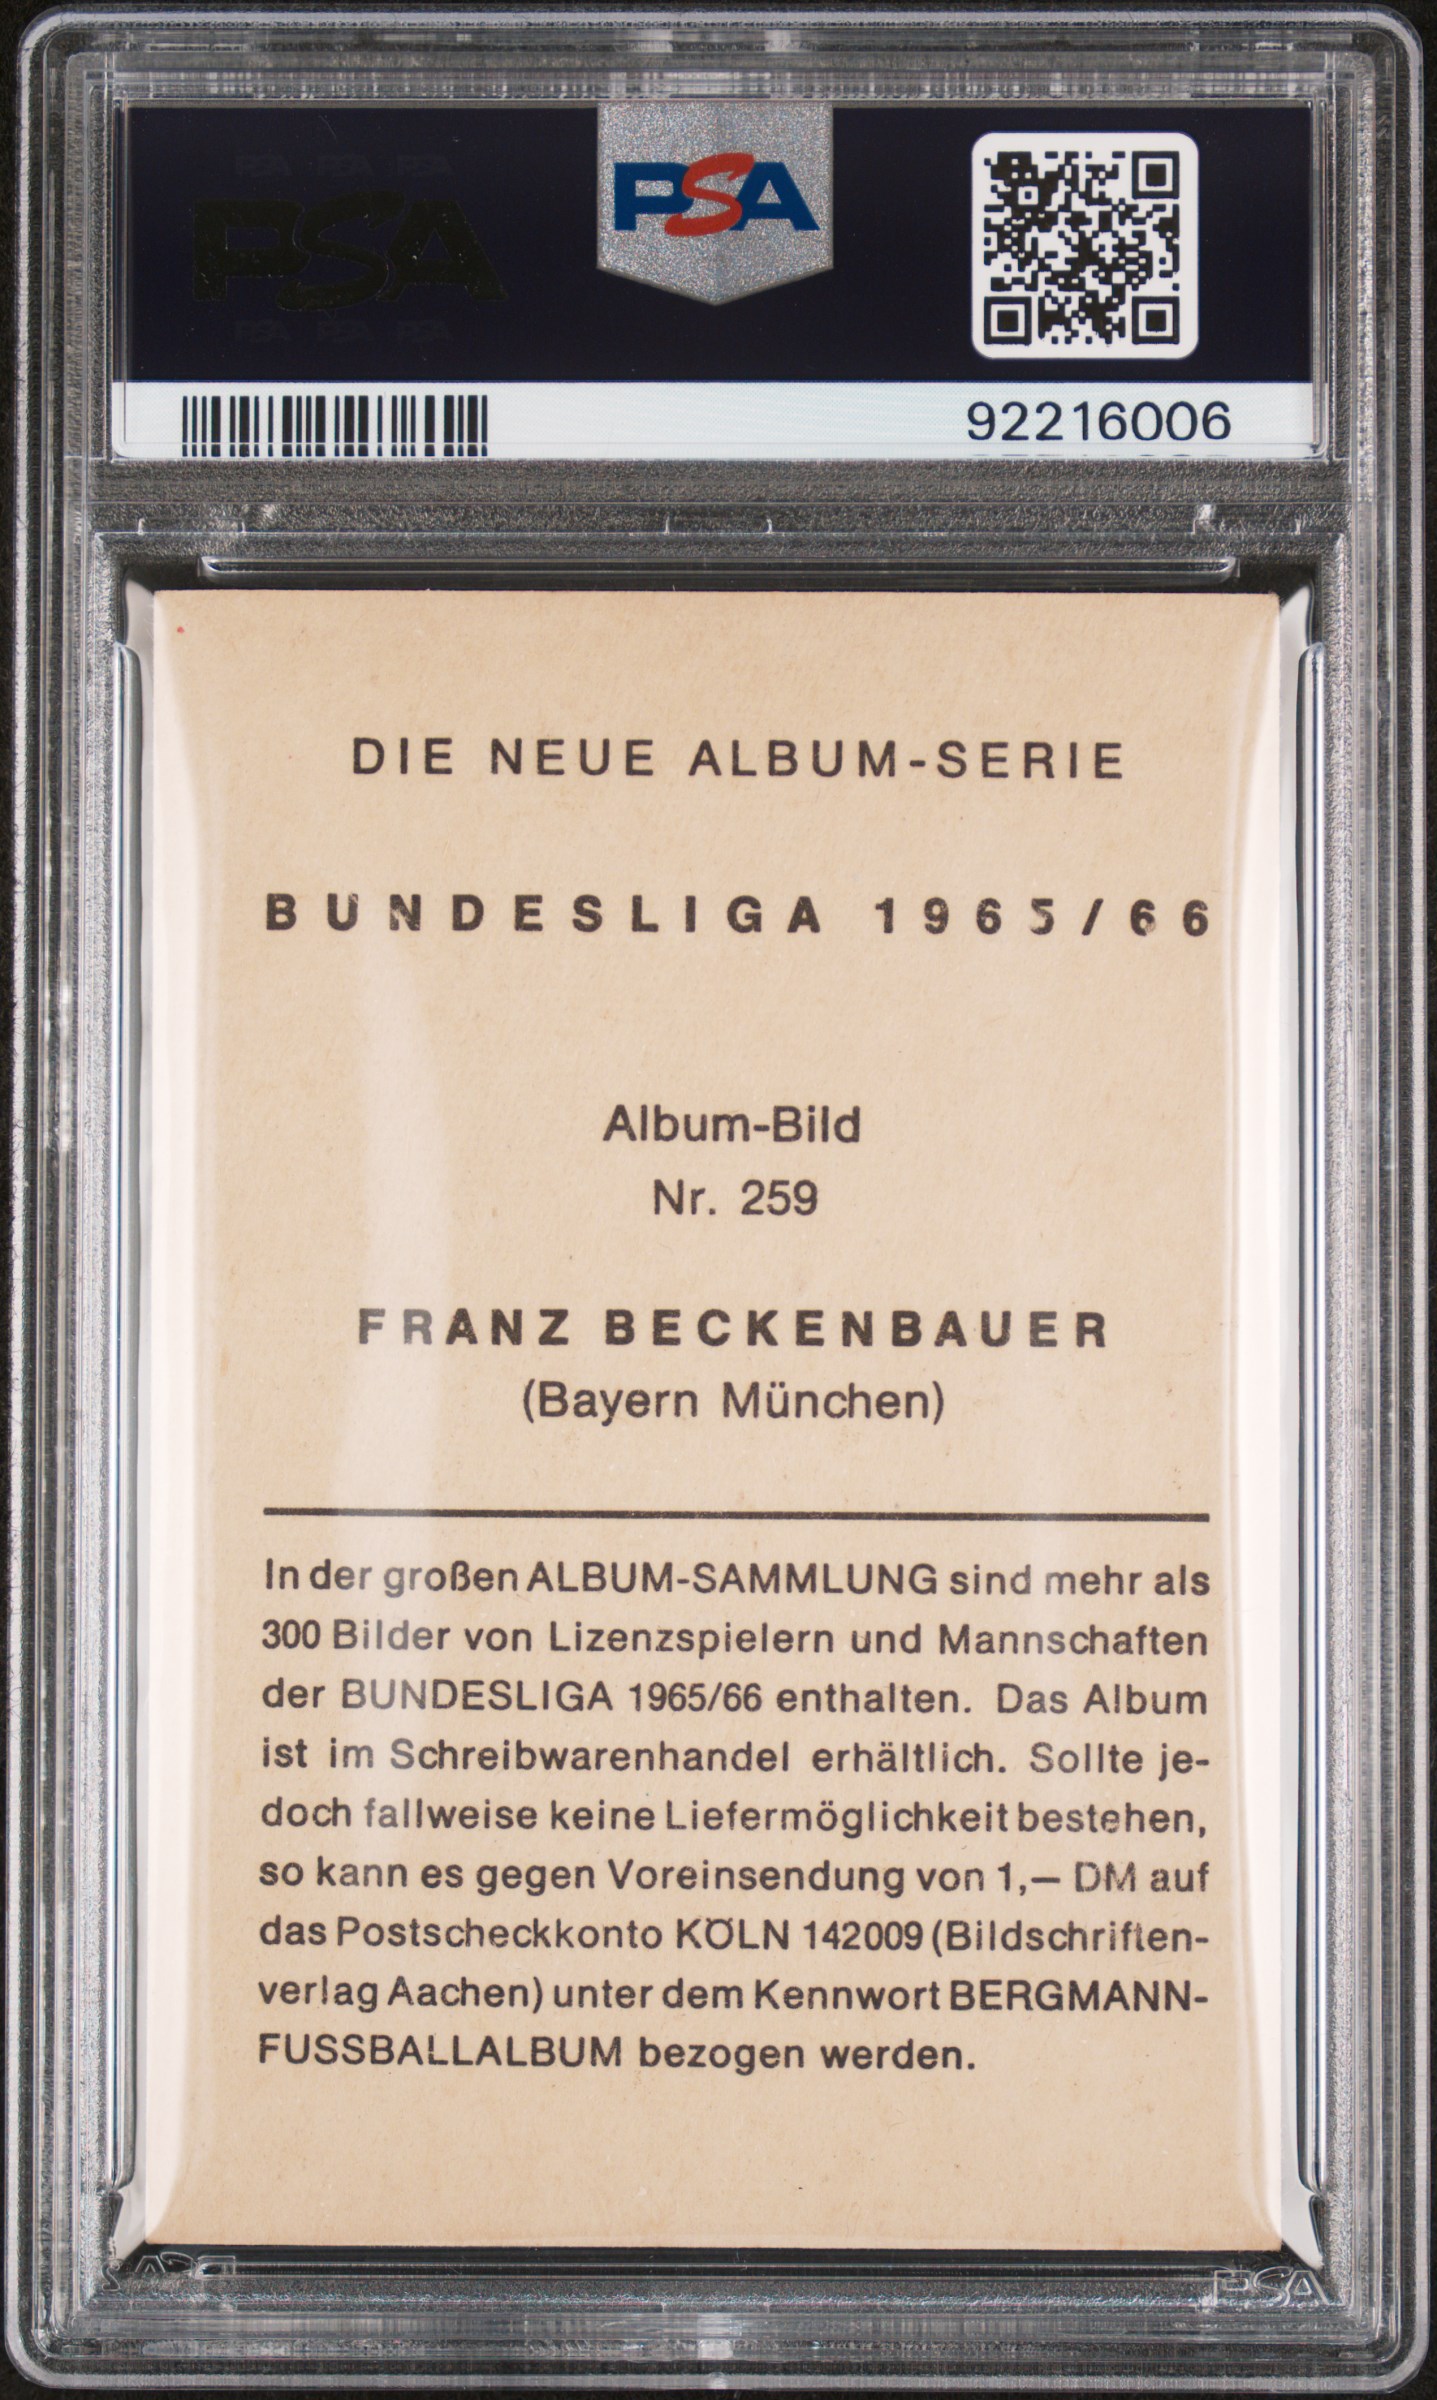 PSA
PSA
92216006
DIE NEUE ALBUM-SERIE
BUNDESLIGA 1965/66
Album-Bild
Nr. 259
FRANZ BECKENBAUER
(Bayern München)
In der großen ALBUM-SAMMLUNG sind mehr als
300 Bilder von Lizenzspielern und Mannschaften
der BUNDESLIGA 1965/66 enthalten. Das Album
ist im Schreibwarenhandel erhältlich. Sollte je-
doch fallweise keine Liefermöglichkeit bestehen,
so kann es gegen Voreinsendung von 1,— DM auf
das Postscheckkonto KÖLN 142009 (Bildschriften-
verlag Aachen) unter dem Kennwort BERGMANN-
FUSSBALLALBUM bezogen werden.
PSA